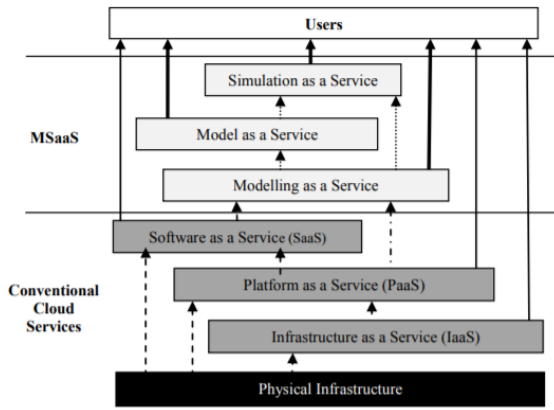 Users
Simulation as a Service
MSaaS
Model as a Service
Modelling as a Service
Software as a Service (SaaS)
Conventional
Cloud
Services
Platform as a Service (PaaS)
Infrastructure as a Service (IaaS)
Physical Infrastructure